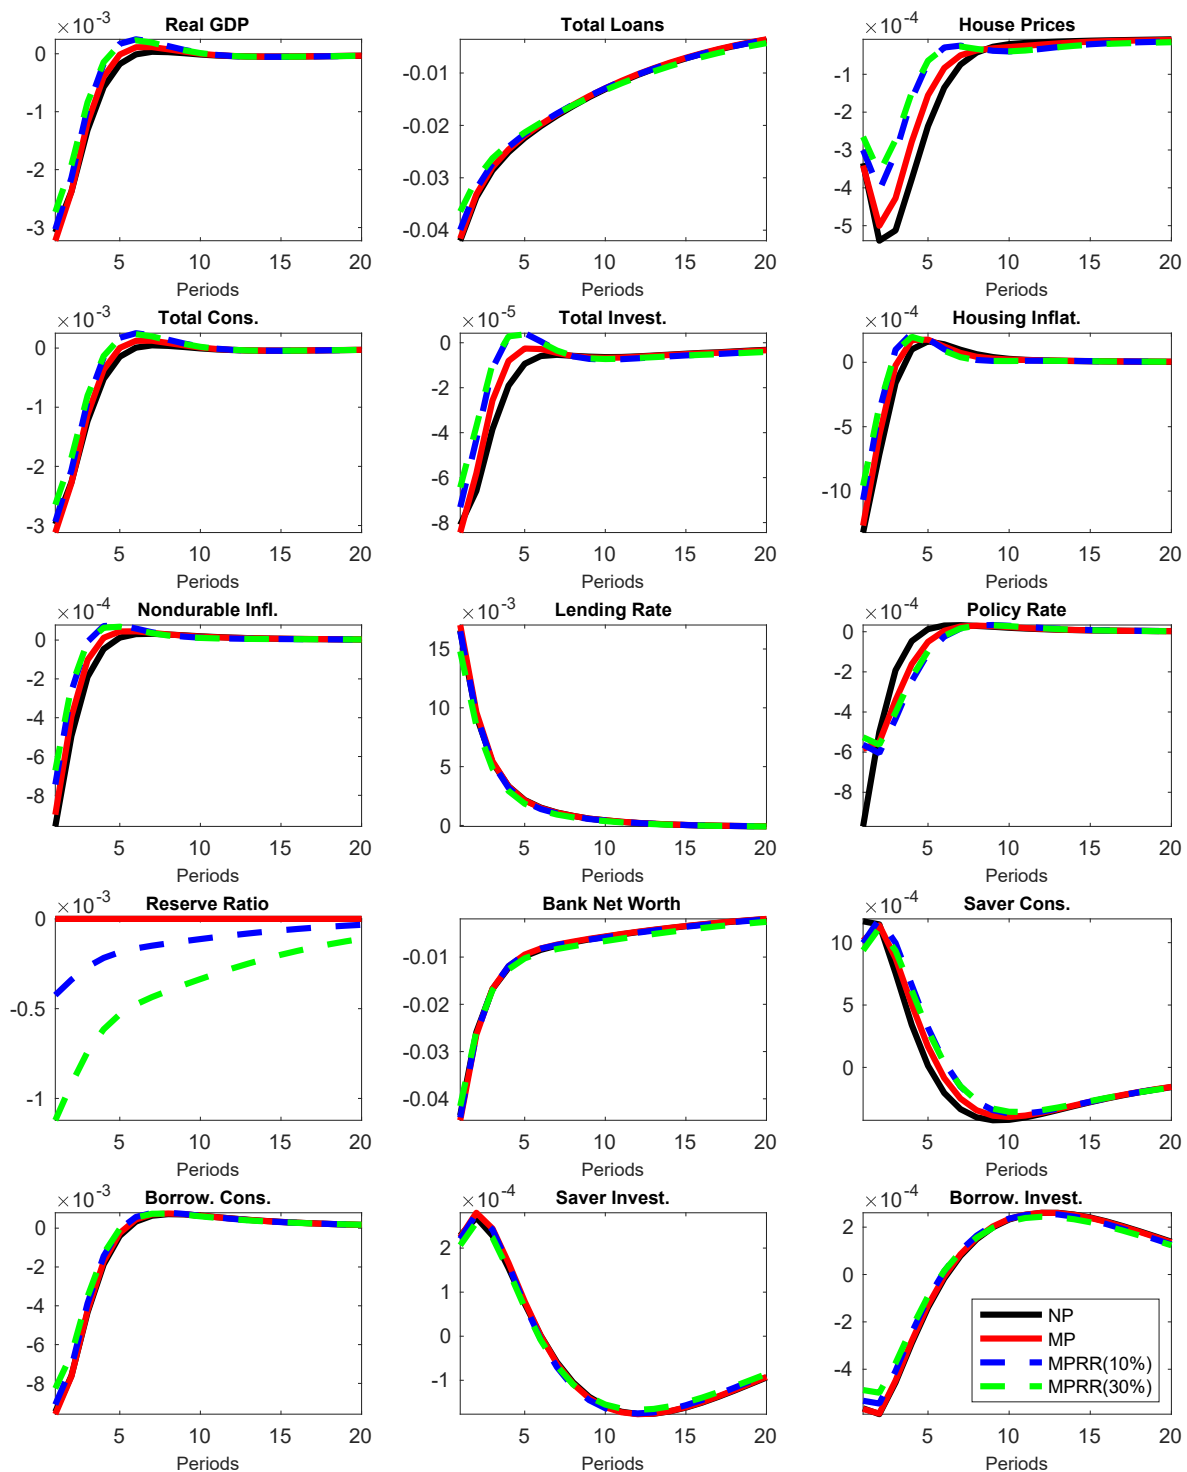 Real GDP
×10-3
0
-1
-2
-3
5 10 15 20
Periods
Total Loans
-0.01
-0.02
-0.03
-0.04
5 10 15 20
Periods
House Prices
×10-4
-1
-2
-3
-4
-5
5 10 15 20
Periods
Total Cons.
×10-3
0
-1
-2
-3
5 10 15 20
Periods
Total Invest.
×10-5
0
-2
-4
-6
-8
5 10 15 20
Periods
Housing Inflat.
×10-4
0
-5
-10
5 10 15 20
Periods
Nondurable Infl.
×10-4
0
-2
-4
-6
-8
5 10 15 20
Periods
Lending Rate
×10-3
15
10
5
0
5 10 15 20
Periods
Policy Rate
×10-4
0
-2
-4
-6
-8
5 10 15 20
Periods
Reserve Ratio
×10-3
0
-0.5
-1
5 10 15 20
Periods
Bank Net Worth
-0.01
-0.02
-0.03
-0.04
5 10 15 20
Periods
Saver Cons.
×10-4
10
5
0
5 10 15 20
Periods
Borrow. Cons.
×10-3
0
-2
-4
-6
-8
5 10 15 20
Periods
Saver Invest.
×10-4
2
1
0
-1
5 10 15 20
Periods
Borrow. Invest.
×10-4
2
0
-2
-4
5 10 15 20
Periods
NP
MP
MPRR(10%)
MPRR(30%)